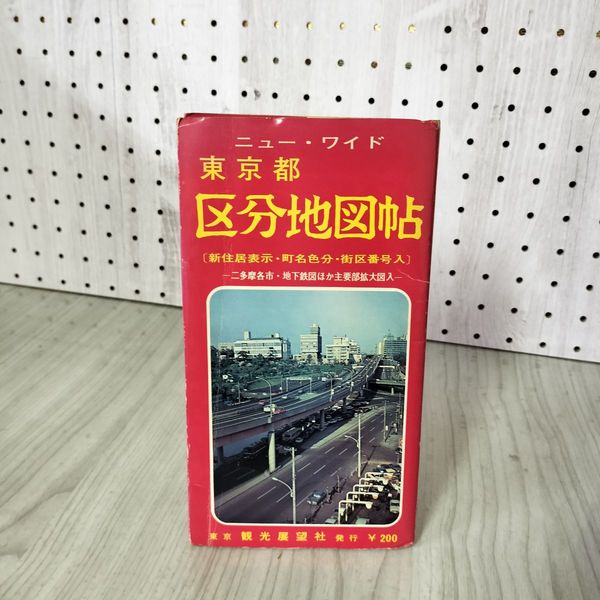 ニュー・ワイド
東京都
区分地図帖
〔新住居表示・町名色分・街区番号入〕
―二多摩各市・地下鉄図ほか主要部拡大図入―
東京 観光展望社 発行 ￥200